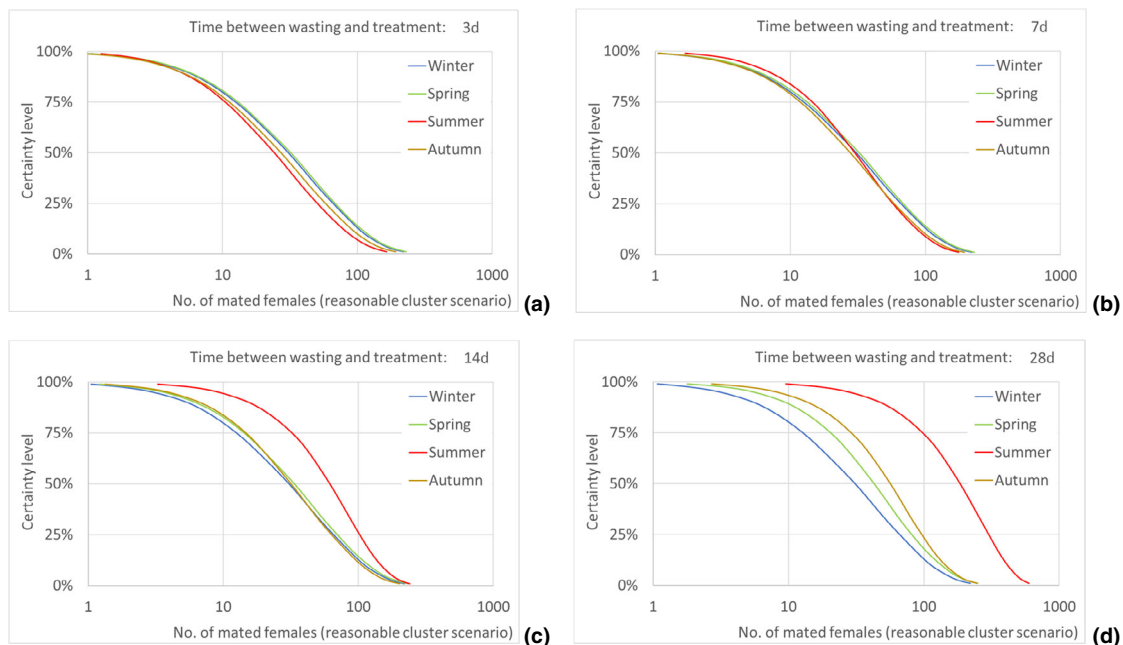 Time between wasting and treatment: 3d
100%
75%
50%
25%
0%
Certainty level
Winter
Spring
Summer
Autumn
1
10
100
1000
No. of mated females (reasonable cluster scenario)
(a)
Time between wasting and treatment: 7d
100%
75%
50%
25%
0%
Certainty level
Winter
Spring
Summer
Autumn
1
10
100
1000
No. of mated females (reasonable cluster scenario)
(b)
Time between wasting and treatment: 14d
100%
75%
50%
25%
0%
Certainty level
Winter
Spring
Summer
Autumn
1
10
100
1000
No. of mated females (reasonable cluster scenario)
(c)
Time between wasting and treatment: 28d
100%
75%
50%
25%
0%
Certainty level
Winter
Spring
Summer
Autumn
1
10
100
1000
No. of mated females (reasonable cluster scenario)
(d)